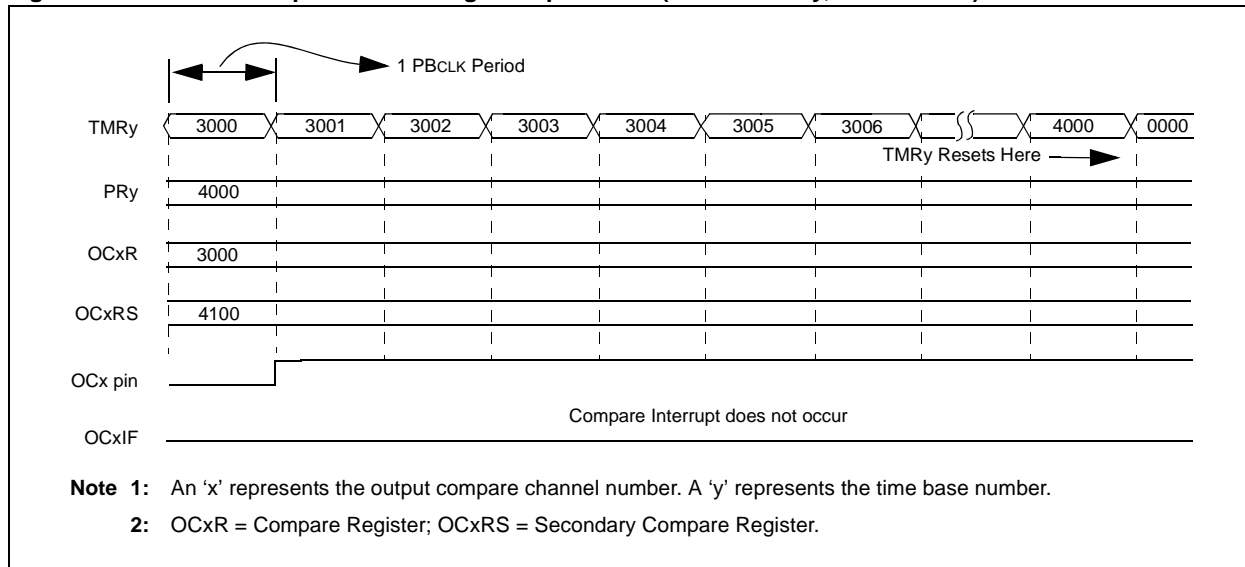 1 PBCLK Period
TMRy 3000 3001 3002 3003 3004 3005 3006 4000 0000
TMRy Resets Here
PRy 4000
OCxR 3000
OCxRS 4100
OCx pin
Compare Interrupt does not occur
OCxIF
Note 1: An ‘x’ represents the output compare channel number. A ‘y’ represents the time base number.
2: OCxR = Compare Register; OCxRS = Secondary Compare Register.